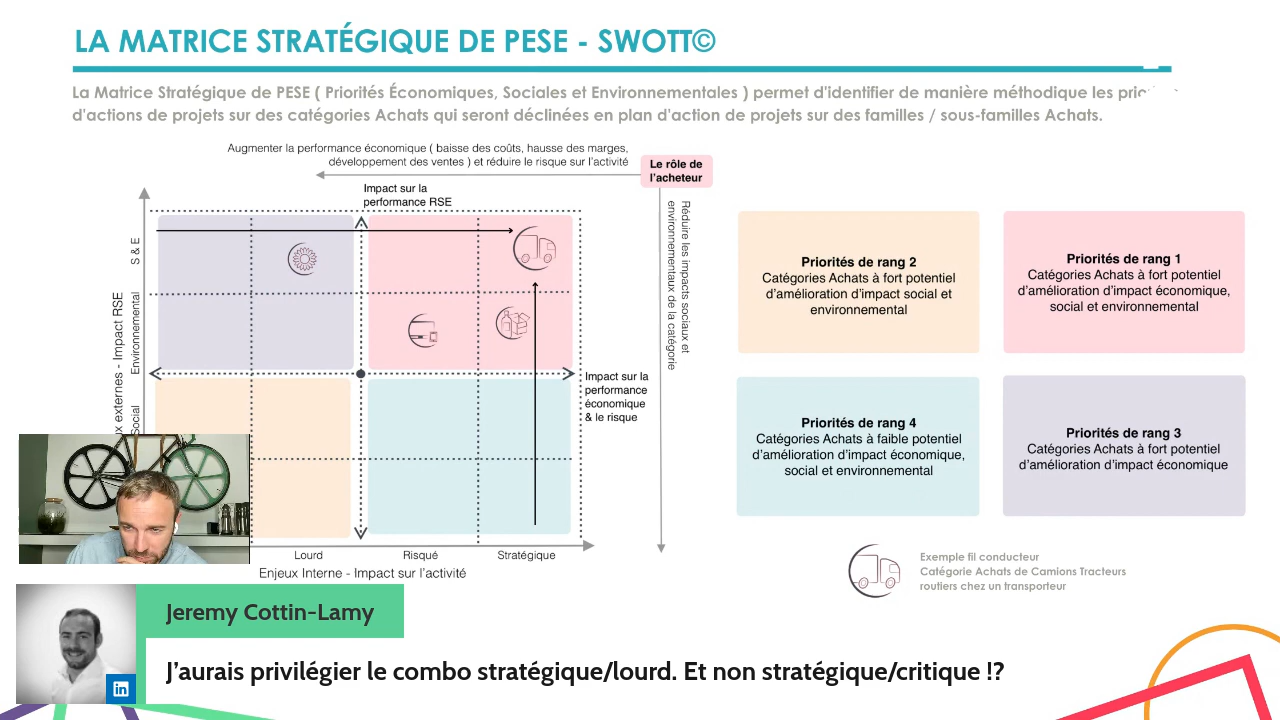 LA MATRICE STRATÉGIQUE DE PESE - SWOTT©
La Matrice Stratégique de PESE ( Priorités Économiques, Sociales et Environnementales ) permet d'identifier de manière méthodique les
d'actions de projets sur des catégories Achats qui seront déclinées en plan d'action de projets sur des familles / sous-familles Achats.
Augmenter la performance économique ( baisse des coûts, hausse des marges,
développement des ventes ) et réduire le risque sur l'activité
Le rôle de
l'acheteur
Impact sur la
performance RSE
Réduire les impacts sociaux et
environnementaux de la catégorie
S & E
Environnemental
Social
externes - Impact RSE
Impact sur la
performance
économique
& le risque
Lourd
Risqué
Stratégique
Enjeux Interne - Impact sur l'activité
Priorités de rang 2
Catégories Achats à fort potentiel
d'amélioration d'impact social et
environnemental
Priorités de rang 1
Catégories Achats à fort potentiel
d'amélioration d'impact économique,
social et environnemental
Priorités de rang 4
Catégories Achats à faible potentiel
d'amélioration d'impact économique,
social et environnemental
Priorités de rang 3
Catégories Achats à fort potentiel
d'amélioration d'impact économique
Exemple fil conducteur
Catégorie Achats de Camions Tracteurs
routiers chez un transporteur
Jeremy Cottin-Lamy
in
J'aurais privilégier le combo stratégique/lourd. Et non stratégique/critique !?